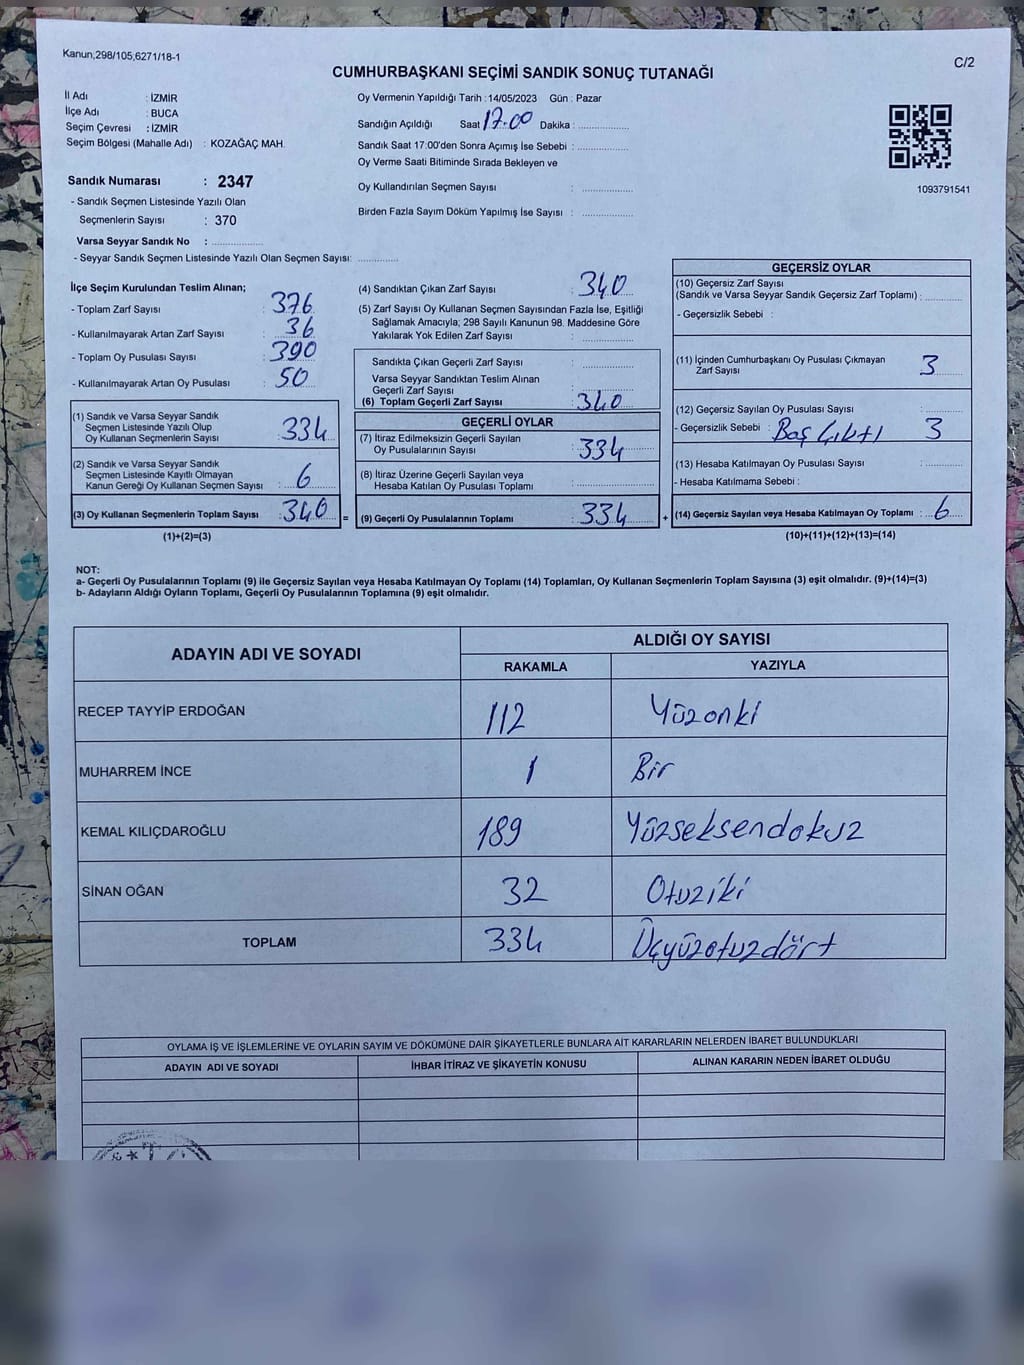 Kanun,298/105,6271/18-1
C/2
CUMHURBAŞKANI SEÇİMİ SANDIK SONUÇ TUTANAĞI
İl Adı : İZMİR
İlçe Adı : BUCA
Seçim Çevresi : İZMİR
Seçim Bölgesi (Mahalle Adı) : KOZAĞAÇ MAH.
Sandık Numarası : 2347
- Sandık Seçmen Listesinde Yazılı Olan
Seçmenlerin Sayısı : 370
Varsa Seyyar Sandık No : ................
- Seyyar Sandık Seçmen Listesinde Yazılı Olan Seçmen Sayısı: .............
Oy Vermenin Yapıldığı Tarih : 14/05/2023 Gün : Pazar
Sandığın Açıldığı Saat 17.00 Dakika : ................
Sandık Saat 17:00'den Sonra Açımış İse Sebebi : ................
Oy Verme Saati Bitiminde Sırada Bekleyen ve
Oy Kullandırılan Seçmen Sayısı : ................
Birden Fazla Sayım Döküm Yapılmış İse Sayısı : ................
1093791541
İlçe Seçim Kurulundan Teslim Alınan;
- Toplam Zarf Sayısı : 376
- Kullanılmayarak Artan Zarf Sayısı : 36
- Toplam Oy Pusulası Sayısı : 390
- Kullanılmayarak Artan Oy Pusulası : 50
(1) Sandık ve Varsa Seyyar Sandık
Seçmen Listesinde Yazılı Olup
Oy Kullanan Seçmenlerin Sayısı : 334
(2) Sandık ve Varsa Seyyar Sandık
Seçmen Listesinde Kayıtlı Olmayan
Kanun Gereği Oy Kullanan Seçmen Sayısı : 6
(3) Oy Kullanan Seçmenlerin Toplam Sayısı : 340 =
(1)+(2)=(3)
(4) Sandıktan Çıkan Zarf Sayısı : 340
(5) Zarf Sayısı Oy Kullanan Seçmen Sayısından Fazla İse, Eşitliği
Sağlamak Amacıyla; 298 Sayılı Kanunun 98. Maddesine Göre
Yakılarak Yok Edilen Zarf Sayısı : ................
Sandıkta Çıkan Geçerli Zarf Sayısı : ................
Varsa Seyyar Sandıktan Teslim Alınan
Geçerli Zarf Sayısı : ................
(6) Toplam Geçerli Zarf Sayısı : 340
GEÇERLİ OYLAR
(7) İtiraz Edilmeksizin Geçerli Sayılan
Oy Pusulalarının Sayısı : 334
(8) İtiraz Üzerine Geçerli Sayılan veya
Hesaba Katılan Oy Pusulası Toplamı : ................
(9) Geçerli Oy Pusulalarının Toplamı : 334 +
GEÇERSİZ OYLAR
(10) Geçersiz Zarf Sayısı
(Sandık ve Varsa Seyyar Sandık Geçersiz Zarf Toplamı) : ............
- Geçersizlik Sebebi :
(11) İçinden Cumhurbaşkanı Oy Pusulası Çıkmayan
Zarf Sayısı 3
(12) Geçersiz Sayılan Oy Pusulası Sayısı : ............
- Geçersizlik Sebebi : Boş Çıktı 3
(13) Hesaba Katılmayan Oy Pusulası Sayısı : ............
- Hesaba Katılmama Sebebi :
(14) Geçersiz Sayılan veya Hesaba Katılmayan Oy Toplamı : 6
(10)+(11)+(12)+(13)=(14)
NOT:
a- Geçerli Oy Pusulalarının Toplamı (9) ile Geçersiz Sayılan veya Hesaba Katılmayan Oy Toplamı (14) Toplamları, Oy Kullanan Seçmenlerin Toplam Sayısına (3) eşit olmalıdır. (9)+(14)=(3)
b- Adayların Aldığı Oyların Toplamı, Geçerli Oy Pusulalarının Toplamına (9) eşit olmalıdır.
ADAYIN ADI VE SOYADI ALDIĞI OY SAYISI
RAKAMLA YAZIYLA
RECEP TAYYİP ERDOĞAN 112 Yüzonki
MUHARREM İNCE 1 Bir
KEMAL KILIÇDAROĞLU 189 Yüzseksendokuz
SİNAN OĞAN 32 Otuziki
TOPLAM 334 Üçyüzotuzdört
OYLAMA İŞ VE İŞLEMLERİNE VE OYLARIN SAYIM VE DÖKÜMÜNE DAİR ŞİKAYETLERLE BUNLARA AİT KARARLARIN NELERDEN İBARET BULUNDUKLARI
ADAYIN ADI VE SOYADI İHBAR İTİRAZ VE ŞİKAYETİN KONUSU ALINAN KARARIN NEDEN İBARET OLDUĞU